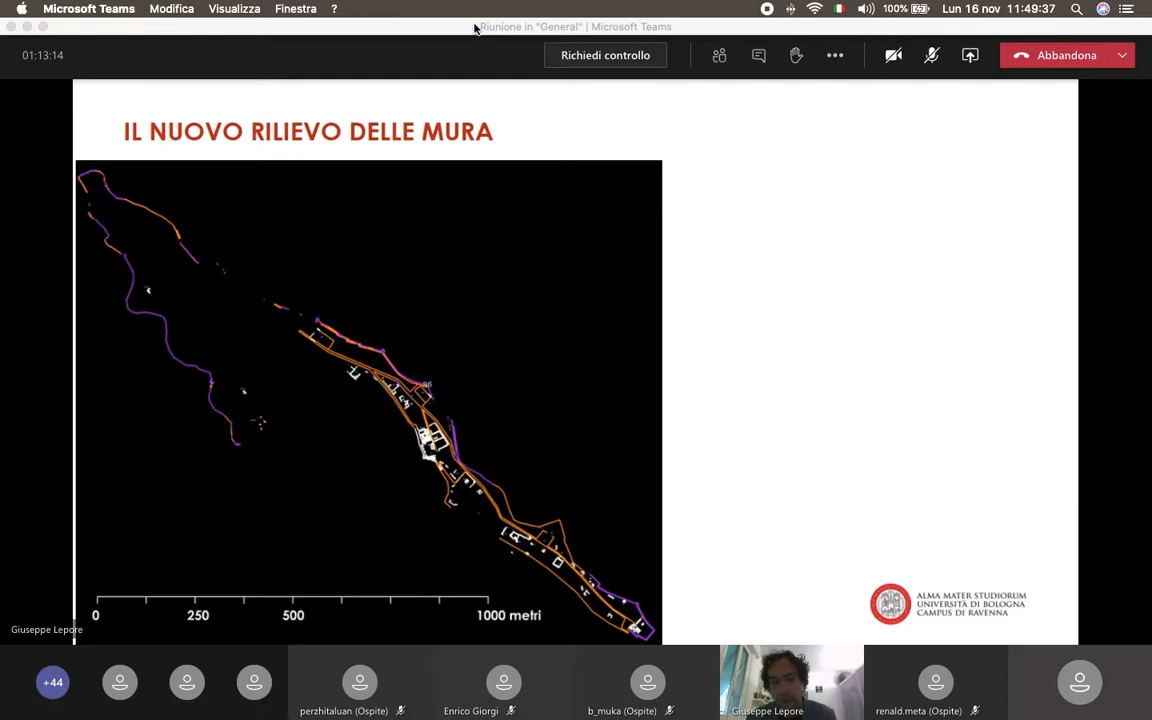 Microsoft Teams Modifica Visualizza Finestra ? 100% Lun 16 nov 11:49:37
Riunione in "General" | Microsoft Teams
01:13:14 Richiedi controllo Abbandona
IL NUOVO RILIEVO DELLE MURA
86
0 250 500 1000 metri
ALMA MATER STUDIORUM
UNIVERSITÀ DI BOLOGNA
CAMPUS DI RAVENNA
Giuseppe Lepore
+44
perzhitaluan (Ospite) Enrico Giorgi b_muka (Ospite) Giuseppe Lepore renald.meta (Ospite)